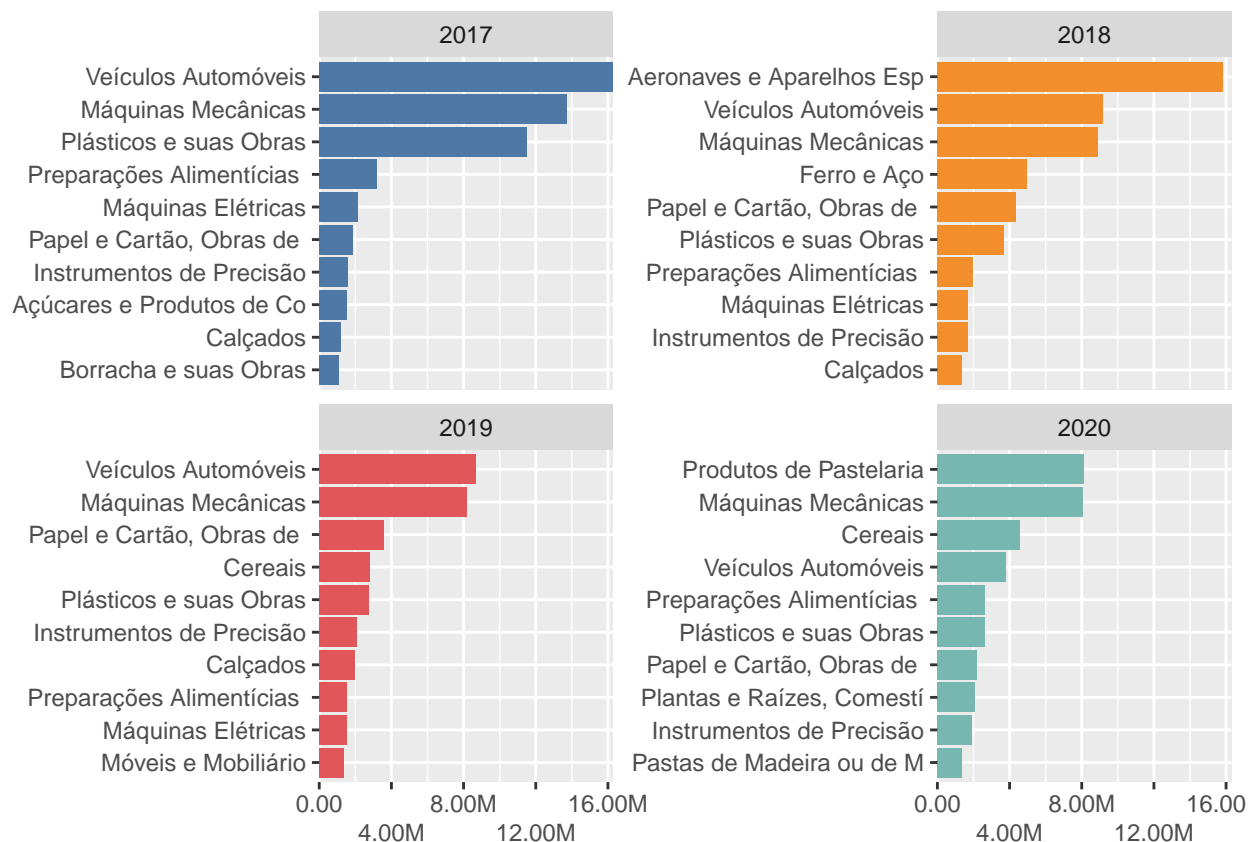 2017
Veículos Automóveis
Máquinas Mecânicas
Plásticos e suas Obras
Preparações Alimentícias
Máquinas Elétricas
Papel e Cartão, Obras de
Instrumentos de Precisão
Açúcares e Produtos de Co
Calçados
Borracha e suas Obras
2018
Aeronaves e Aparelhos Esp
Veículos Automóveis
Máquinas Mecânicas
Ferro e Aço
Papel e Cartão, Obras de
Plásticos e suas Obras
Preparações Alimentícias
Máquinas Elétricas
Instrumentos de Precisão
Calçados
2019
Veículos Automóveis
Máquinas Mecânicas
Papel e Cartão, Obras de
Cereais
Plásticos e suas Obras
Instrumentos de Precisão
Calçados
Preparações Alimentícias
Máquinas Elétricas
Móveis e Mobiliário
0.00 8.00M 16.00M
4.00M 12.00M
2020
Produtos de Pastelaria
Máquinas Mecânicas
Cereais
Veículos Automóveis
Preparações Alimentícias
Plásticos e suas Obras
Papel e Cartão, Obras de
Plantas e Raízes, Comestí
Instrumentos de Precisão
Pastas de Madeira ou de M
0.00 8.00M 16.00
4.00M 12.00M